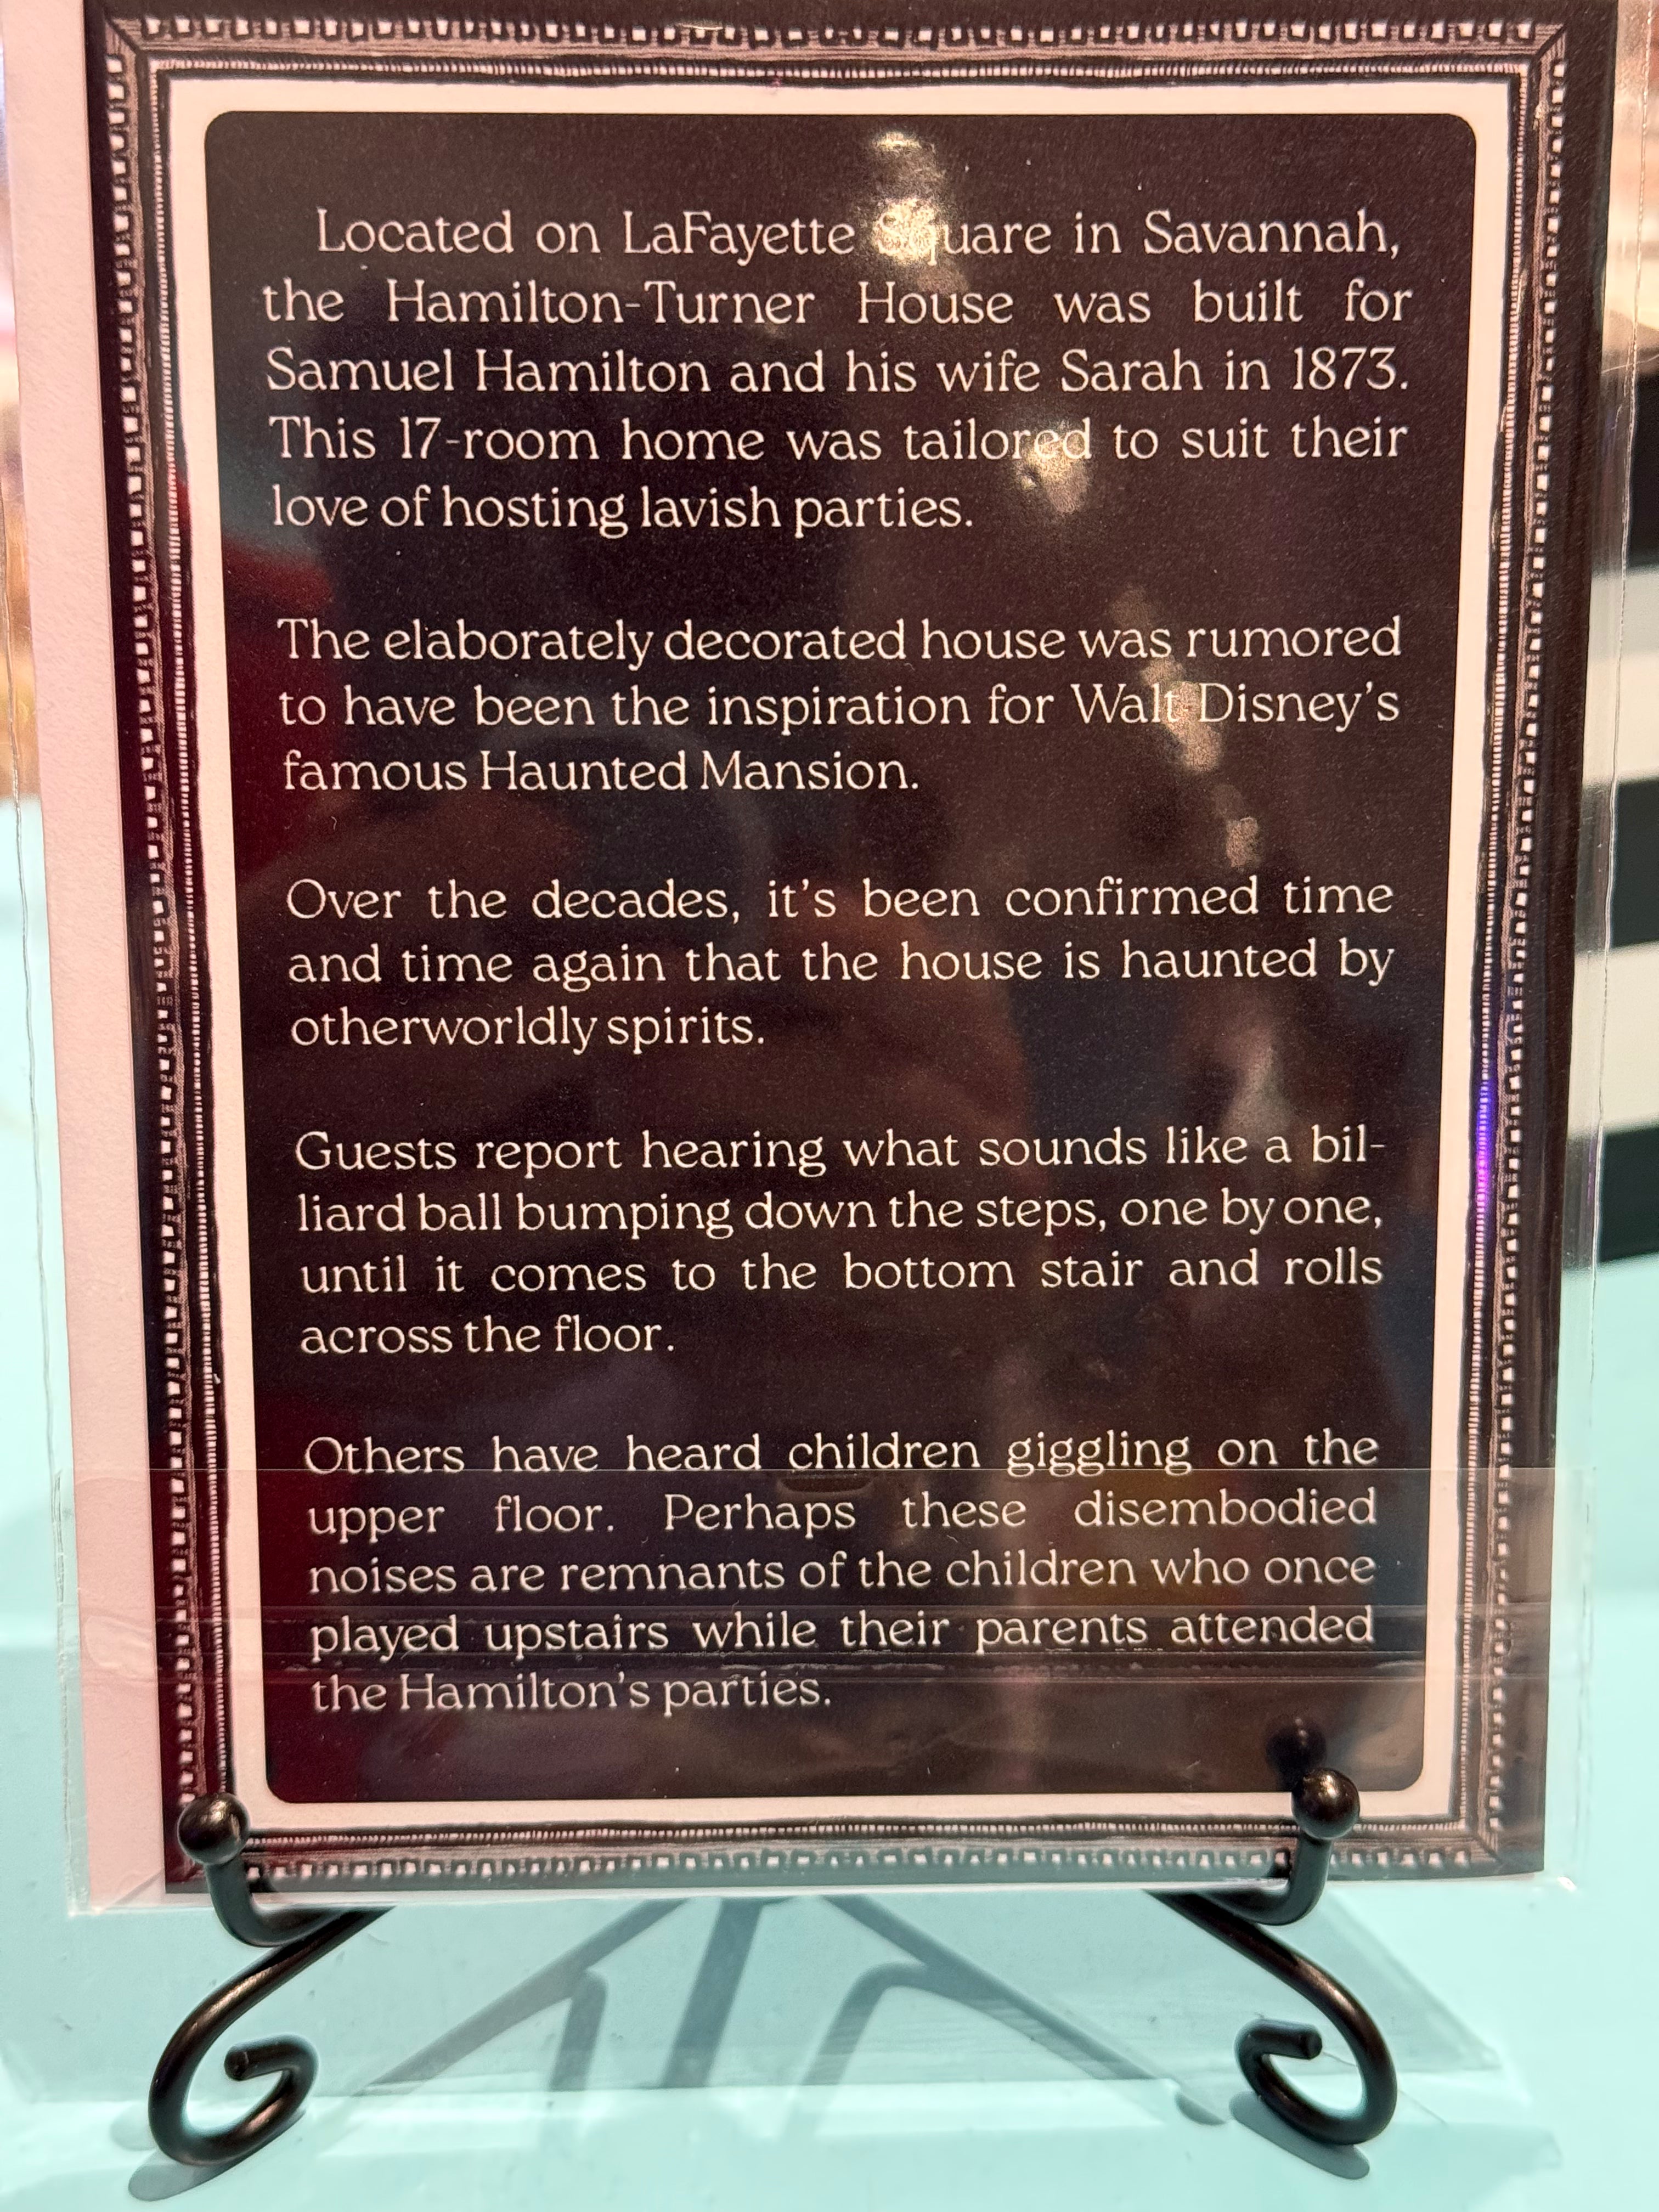 Located on LaFayette Square in Savannah,
the Hamilton-Turner House was built for
Samuel Hamilton and his wife Sarah in 1873.
This 17-room home was tailored to suit their
love of hosting lavish parties.
The elaborately decorated house was rumored
to have been the inspiration for Walt Disney's
famous Haunted Mansion.
Over the decades, it's been confirmed time
and time again that the house is haunted by
otherworldly spirits.
Guests report hearing what sounds like a bil-
liard ball bumping down the steps, one by one,
until it comes to the bottom stair and rolls
across the floor.
Others have heard children giggling on the
upper floor. Perhaps these disembodied
noises are remnants of the children who once
played upstairs while their parents attended
the Hamilton's parties.